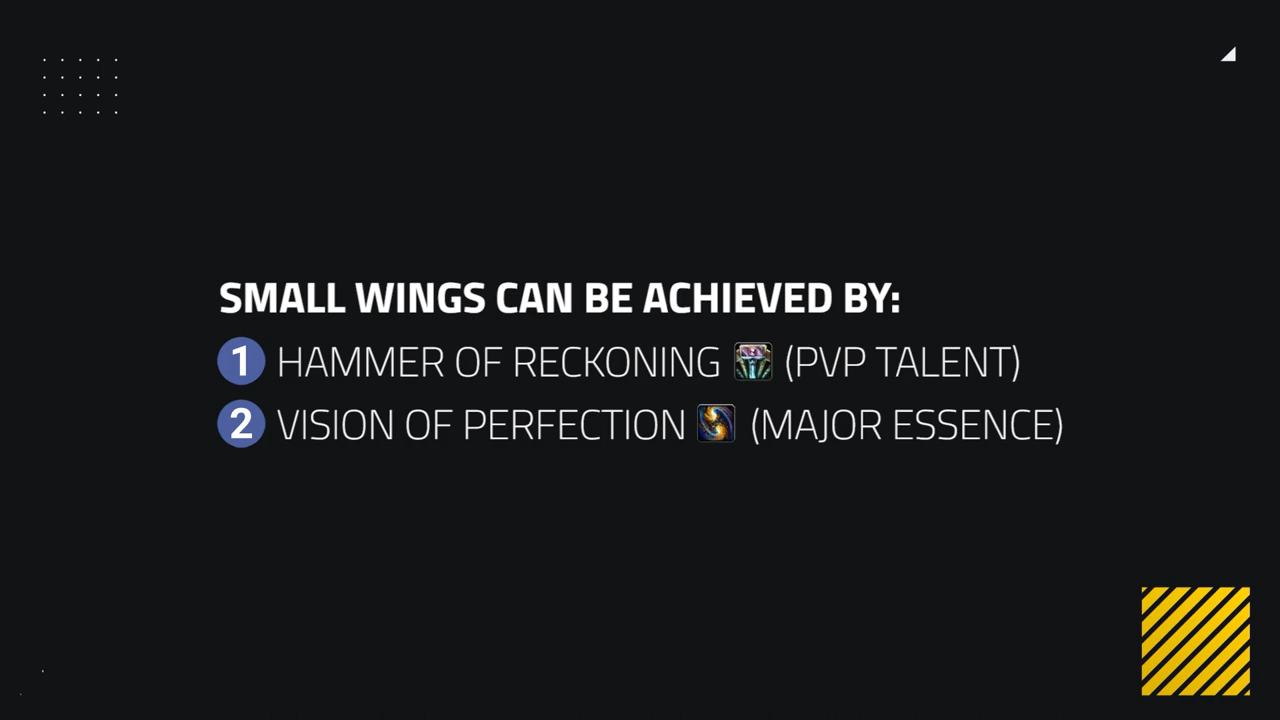 SMALL WINGS CAN BE ACHIEVED BY:
1 HAMMER OF RECKONING (PVP TALENT)
2 VISION OF PERFECTION (MAJOR ESSENCE)